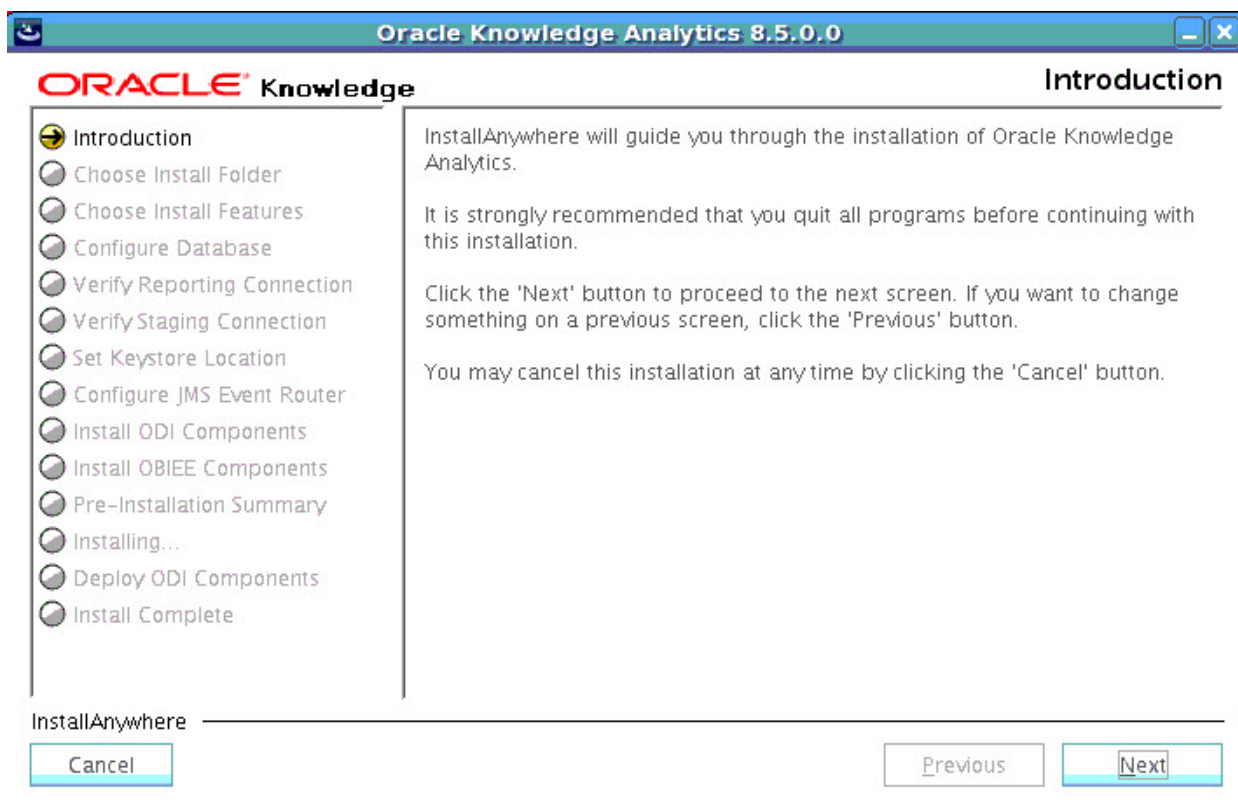 Oracle Knowledge Analytics 8.5.0.0
ORACLE Knowledge
Introduction
Introduction
Choose Install Folder
Choose Install Features
Configure Database
Verify Reporting Connection
Verify Staging Connection
Set Keystore Location
Configure JMS Event Router
Install ODI Components
Install OBIEE Components
Pre-Installation Summary
Installing...
Deploy ODI Components
Install Complete
InstallAnywhere will guide you through the installation of Oracle Knowledge
Analytics.
It is strongly recommended that you quit all programs before continuing with
this installation.
Click the 'Next' button to proceed to the next screen. If you want to change
something on a previous screen, click the 'Previous' button.
You may cancel this installation at any time by clicking the 'Cancel' button.
InstallAnywhere
Cancel
Previous
Next